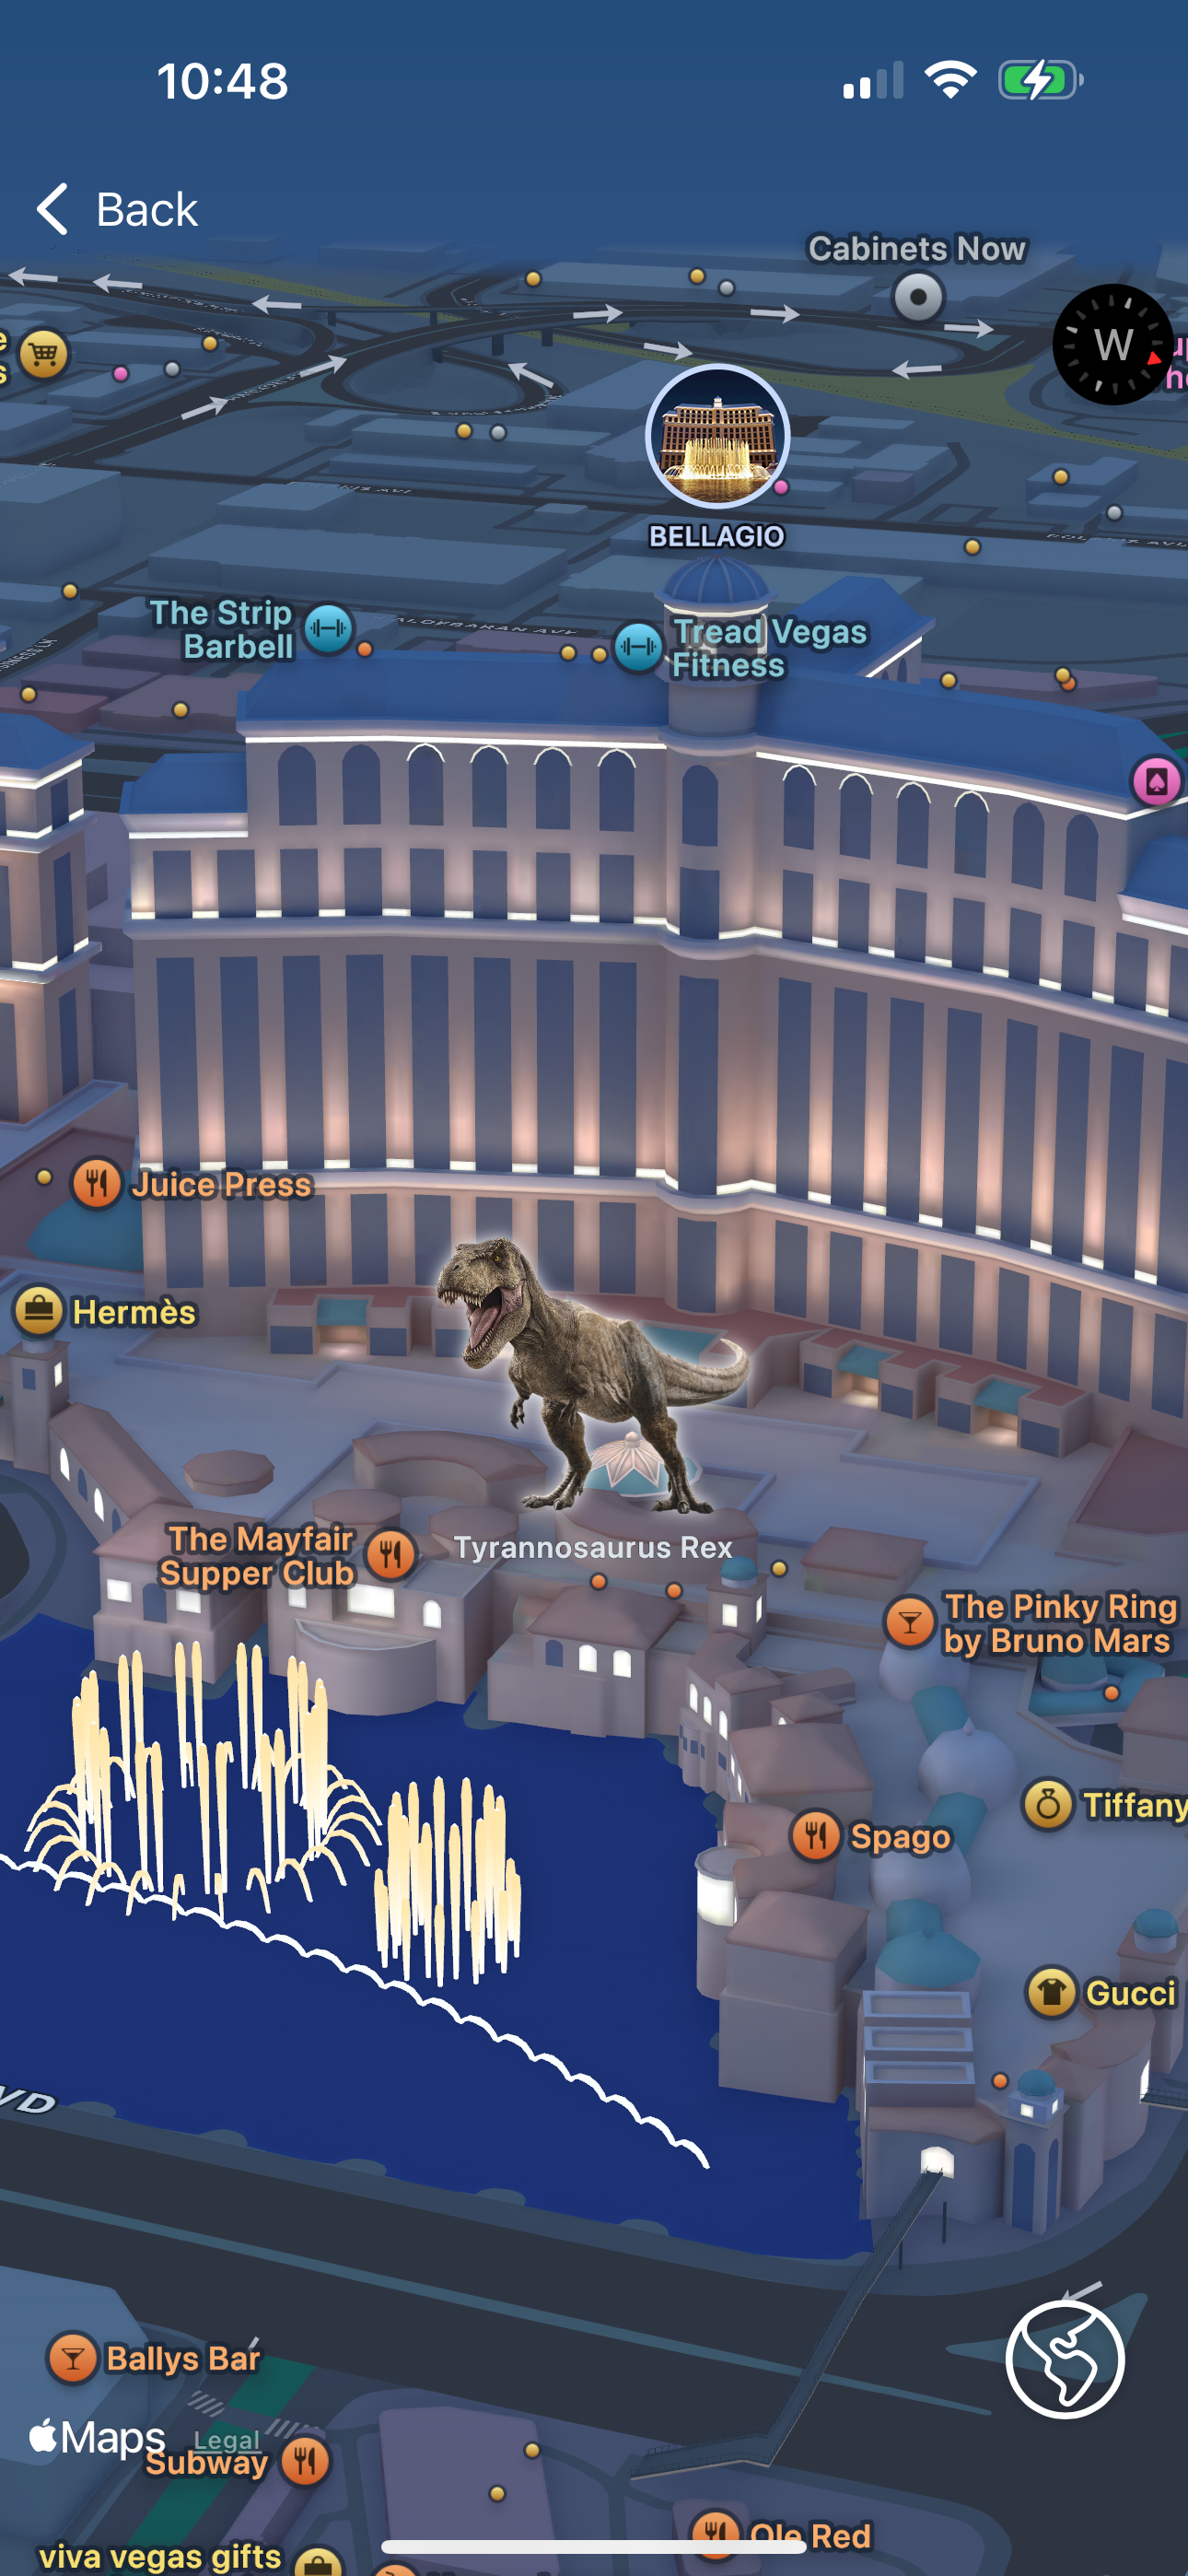 10:48
Back
Cabinets Now
W
BELLAGIO
The Strip
Barbell
Tread Vegas
Fitness
Juice Press
Hermès
The Mayfair
Supper Club
Tyrannosaurus Rex
The Pinky Ring
by Bruno Mars
Tiffany
Spago
Gucci
VD
Ballys Bar
Maps
Legal
Subway
Ole Red
viva vegas gifts